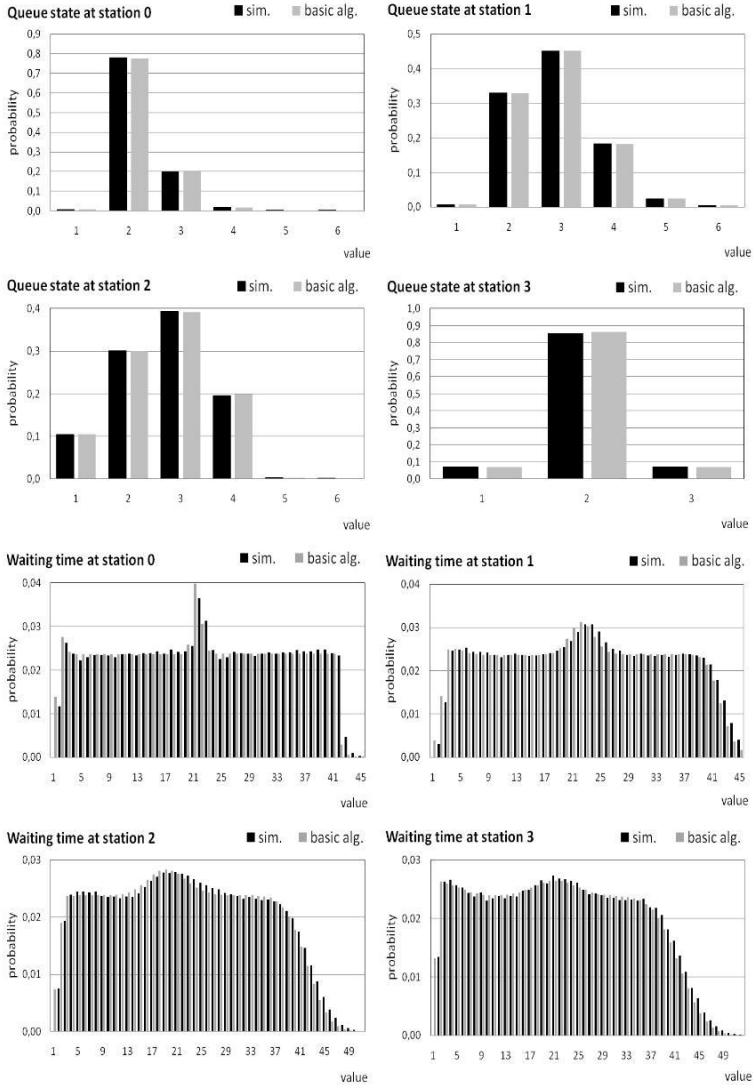 Queue state at station 0 sim. basic alg.
probability
0,9
0,8
0,7
0,6
0,5
0,4
0,3
0,2
0,1
0,0
1 2 3 4 5 6
value
Queue state at station 1 sim. basic alg.
probability
0,5
0,4
0,3
0,2
0,1
0,0
1 2 3 4 5 6
value
Queue state at station 2 sim. basic alg.
probability
0,4
0,3
0,2
0,1
0,0
1 2 3 4 5 6
value
Queue state at station 3 sim. basic alg.
probability
1,0
0,9
0,8
0,7
0,6
0,5
0,4
0,3
0,2
0,1
0,0
1 2 3
value
Waiting time at station 0 sim. basic alg.
probability
0,04
0,03
0,02
0,01
0,00
1 5 9 13 17 21 25 29 33 37 41 45
value
Waiting time at station 1 sim. basic alg.
probability
0,04
0,03
0,02
0,01
0,00
1 5 9 13 17 21 25 29 33 37 41 45
value
Waiting time at station 2 sim. basic alg.
probability
0,03
0,02
0,01
0,00
1 5 9 13 17 21 25 29 33 37 41 45 49
value
Waiting time at station 3 sim. basic alg.
probability
0,03
0,02
0,01
0,00
1 5 9 13 17 21 25 29 33 37 41 45 49
value